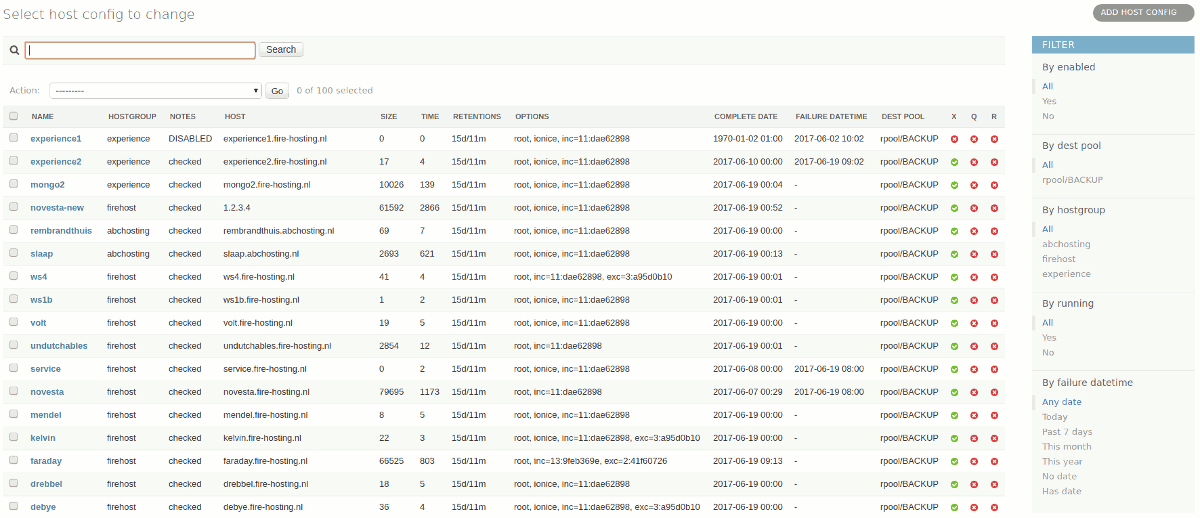 Select host config to change
ADD HOST CONFIG
Search
Action: --------- Go 0 of 100 selected
NAME HOSTGROUP NOTES HOST SIZE TIME RETENTIONS OPTIONS COMPLETE DATE FAILURE DATETIME DEST POOL X Q R
experience1 experience DISABLED experience1.fire-hosting.nl 0 0 15d/11m root, ionice, inc=11:dae62898 1970-01-02 01:00 2017-06-02 10:02 rpool/BACKUP
experience2 experience checked experience2.fire-hosting.nl 17 4 15d/11m root, ionice, inc=11:dae62898 2017-06-10 00:00 2017-06-19 09:02 rpool/BACKUP
mongo2 experience checked mongo2.fire-hosting.nl 10026 139 15d/11m root, ionice, inc=11:dae62898 2017-06-19 00:04 - rpool/BACKUP
novesta-new firehost checked 1.2.3.4 61592 2866 15d/11m root, ionice, inc=11:dae62898 2017-06-19 00:52 - rpool/BACKUP
rembrandthuis abchosting checked rembrandthuis.abchosting.nl 69 7 15d/11m root, ionice, inc=11:dae62898 2017-06-19 00:00 - rpool/BACKUP
slaap abchosting checked slaap.abchosting.nl 2693 621 15d/11m root, ionice, inc=11:dae62898 2017-06-19 00:13 - rpool/BACKUP
ws4 firehost checked ws4.fire-hosting.nl 41 4 15d/11m root, inc=11:dae62898, exc=3:a95d0b10 2017-06-19 00:01 - rpool/BACKUP
ws1b firehost checked ws1b.fire-hosting.nl 1 2 15d/11m root, ionice, inc=11:dae62898 2017-06-19 00:01 - rpool/BACKUP
volt firehost checked volt.fire-hosting.nl 19 5 15d/11m root, ionice, inc=11:dae62898 2017-06-19 00:00 - rpool/BACKUP
undutchables firehost checked undutchables.fire-hosting.nl 2854 12 15d/11m root, inc=11:dae62898 2017-06-19 00:01 - rpool/BACKUP
service firehost checked service.fire-hosting.nl 0 2 15d/11m root, ionice, inc=11:dae62898 2017-06-08 00:00 2017-06-19 08:00 rpool/BACKUP
novesta firehost checked novesta.fire-hosting.nl 79695 1173 15d/11m root, inc=11:dae62898 2017-06-07 00:29 2017-06-19 08:00 rpool/BACKUP
mendel firehost checked mendel.fire-hosting.nl 8 5 15d/11m root, ionice, inc=11:dae62898 2017-06-19 00:00 - rpool/BACKUP
kelvin firehost checked kelvin.fire-hosting.nl 22 3 15d/11m root, ionice, inc=11:dae62898, exc=3:a95d0b10 2017-06-19 00:00 - rpool/BACKUP
faraday firehost checked faraday.fire-hosting.nl 66525 803 15d/11m root, inc=13:9feb369e, exc=2:41f60726 2017-06-19 09:13 - rpool/BACKUP
drebbel firehost checked drebbel.fire-hosting.nl 18 5 15d/11m root, ionice, inc=11:dae62898 2017-06-19 00:00 - rpool/BACKUP
debye firehost checked debye.fire-hosting.nl 36 4 15d/11m root, ionice, inc=11:dae62898, exc=3:a95d0b10 2017-06-19 00:00 - rpool/BACKUP
FILTER
By enabled
All
Yes
No
By dest pool
All
rpool/BACKUP
By hostgroup
All
abchosting
firehost
experience
By running
All
Yes
No
By failure datetime
Any date
Today
Past 7 days
This month
This year
No date
Has date